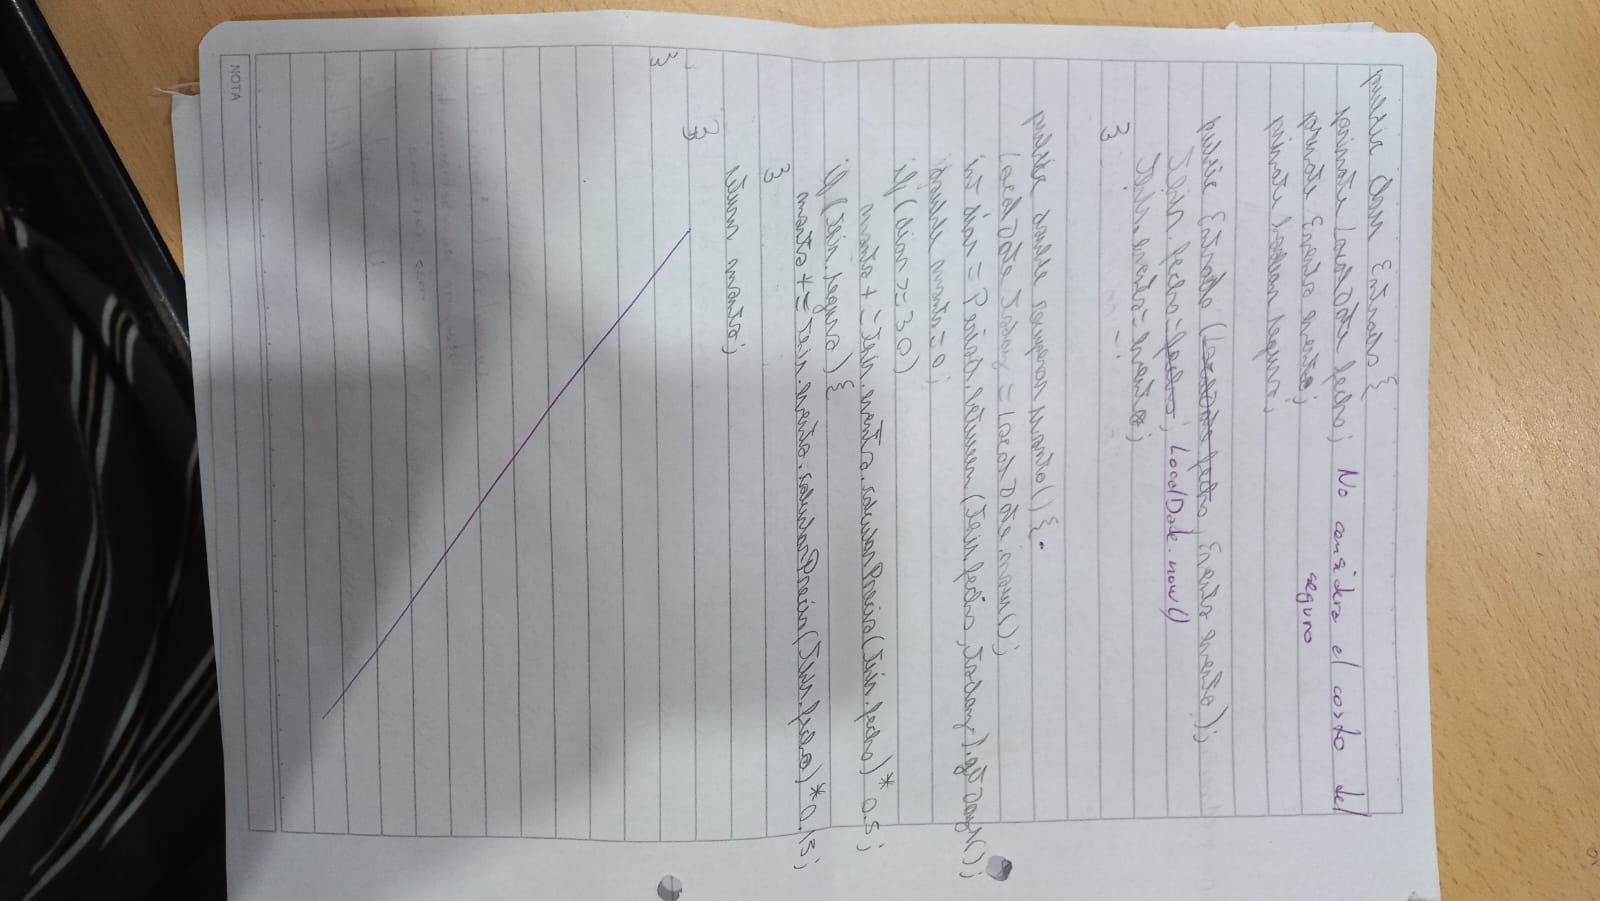 public class Entrada {
private LocalDate fecha; No considera el costo del
seguro
private Evento evento;
private boolean seguro;
public Entrada (LocalDate fecha, Evento evento);
this.fecha=fecha; LocalDate.now()
this.evento=evento;
}
public double recuperarMonto(){
LocalDate today = LocalDate.now();
int dias = Period.between(this.fecha, today).getDays();
double monto=0;
if(dias>=30)
monto+=this.evento.calcularPrecio(this.fecha)*0.5;
if(this.seguro){
monto+=this.evento.calcularPrecio(this.fecha)*0.15;
}
return monto;
}
}
NOTA